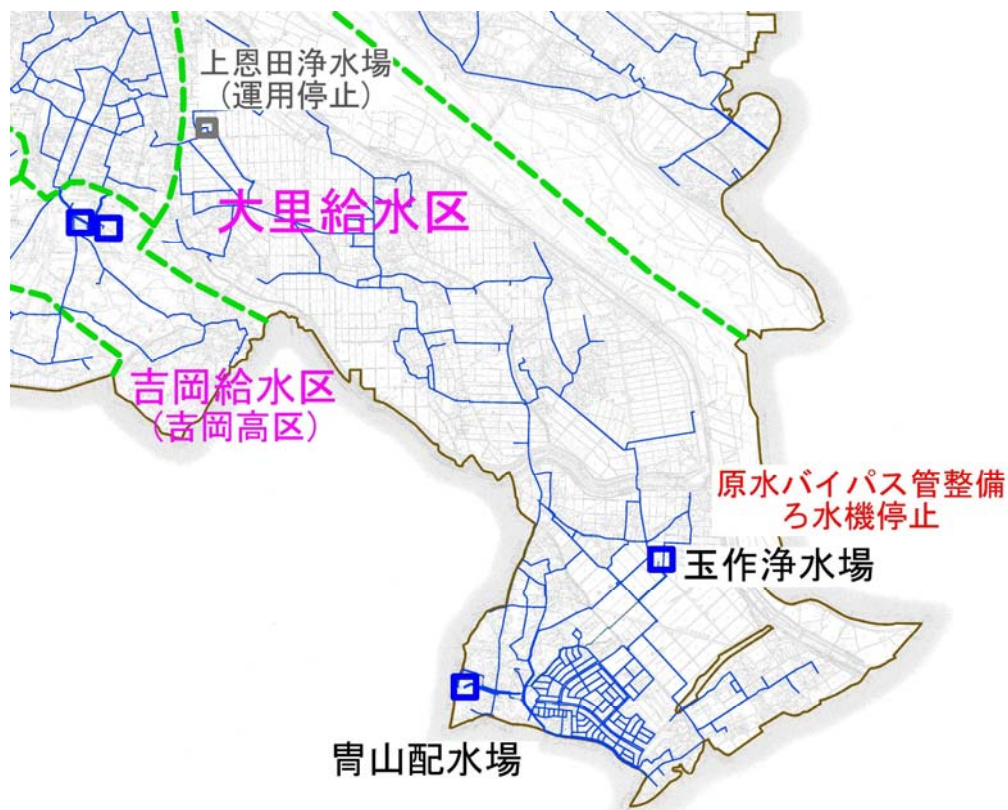 上恩田浄水場
(運用停止)
大里給水区
吉岡給水区
(吉岡高区)
原水バイパス管整備
ろ水機停止
玉作浄水場
冑山配水場